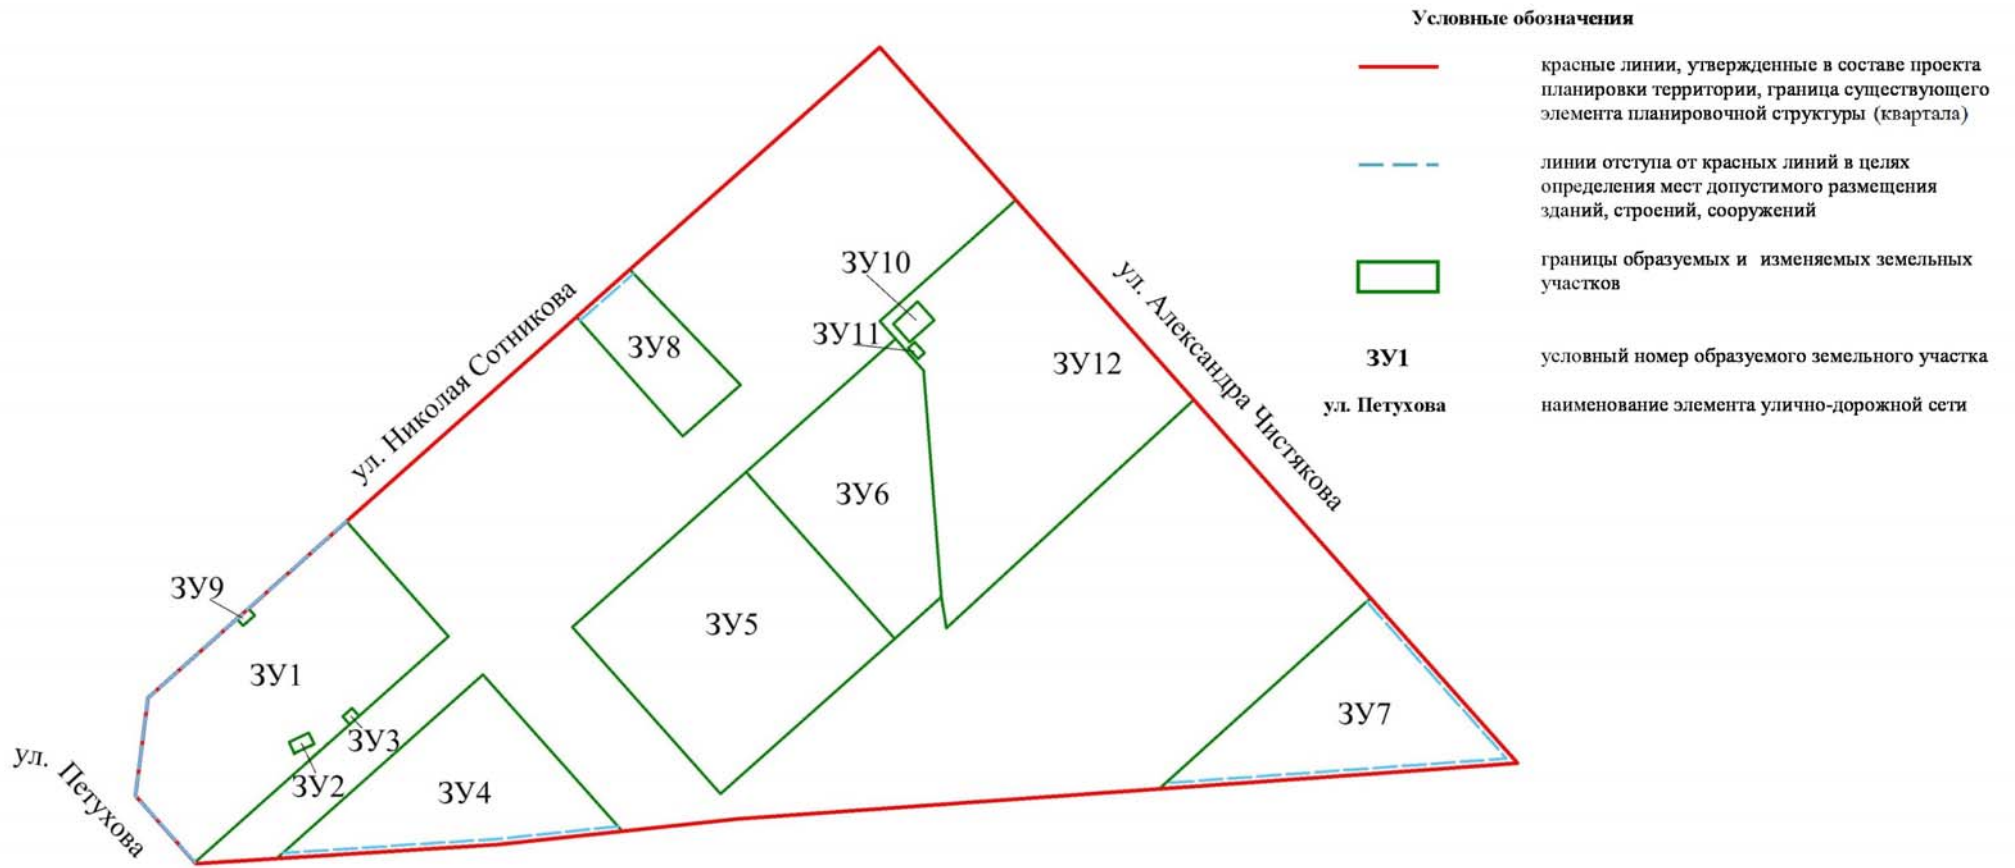 Условные обозначения
красные линии, утвержденные в составе проекта
планировки территории, граница существующего
элемента планировочной структуры (квартала)
линии отступа от красных линий в целях
определения мест допустимого размещения
зданий, строений, сооружений
границы образуемых и изменяемых земельных
участков
ЗУ1
условный номер образуемого земельного участка
ул. Петухова
наименование элемента улично-дорожной сети
ул. Николая Сотникова
ул. Александра Чистякова
ул. Петухова
ЗУ10
ЗУ11
ЗУ8
ЗУ12
ЗУ6
ЗУ9
ЗУ5
ЗУ1
ЗУ7
ЗУ3
ЗУ2
ЗУ4